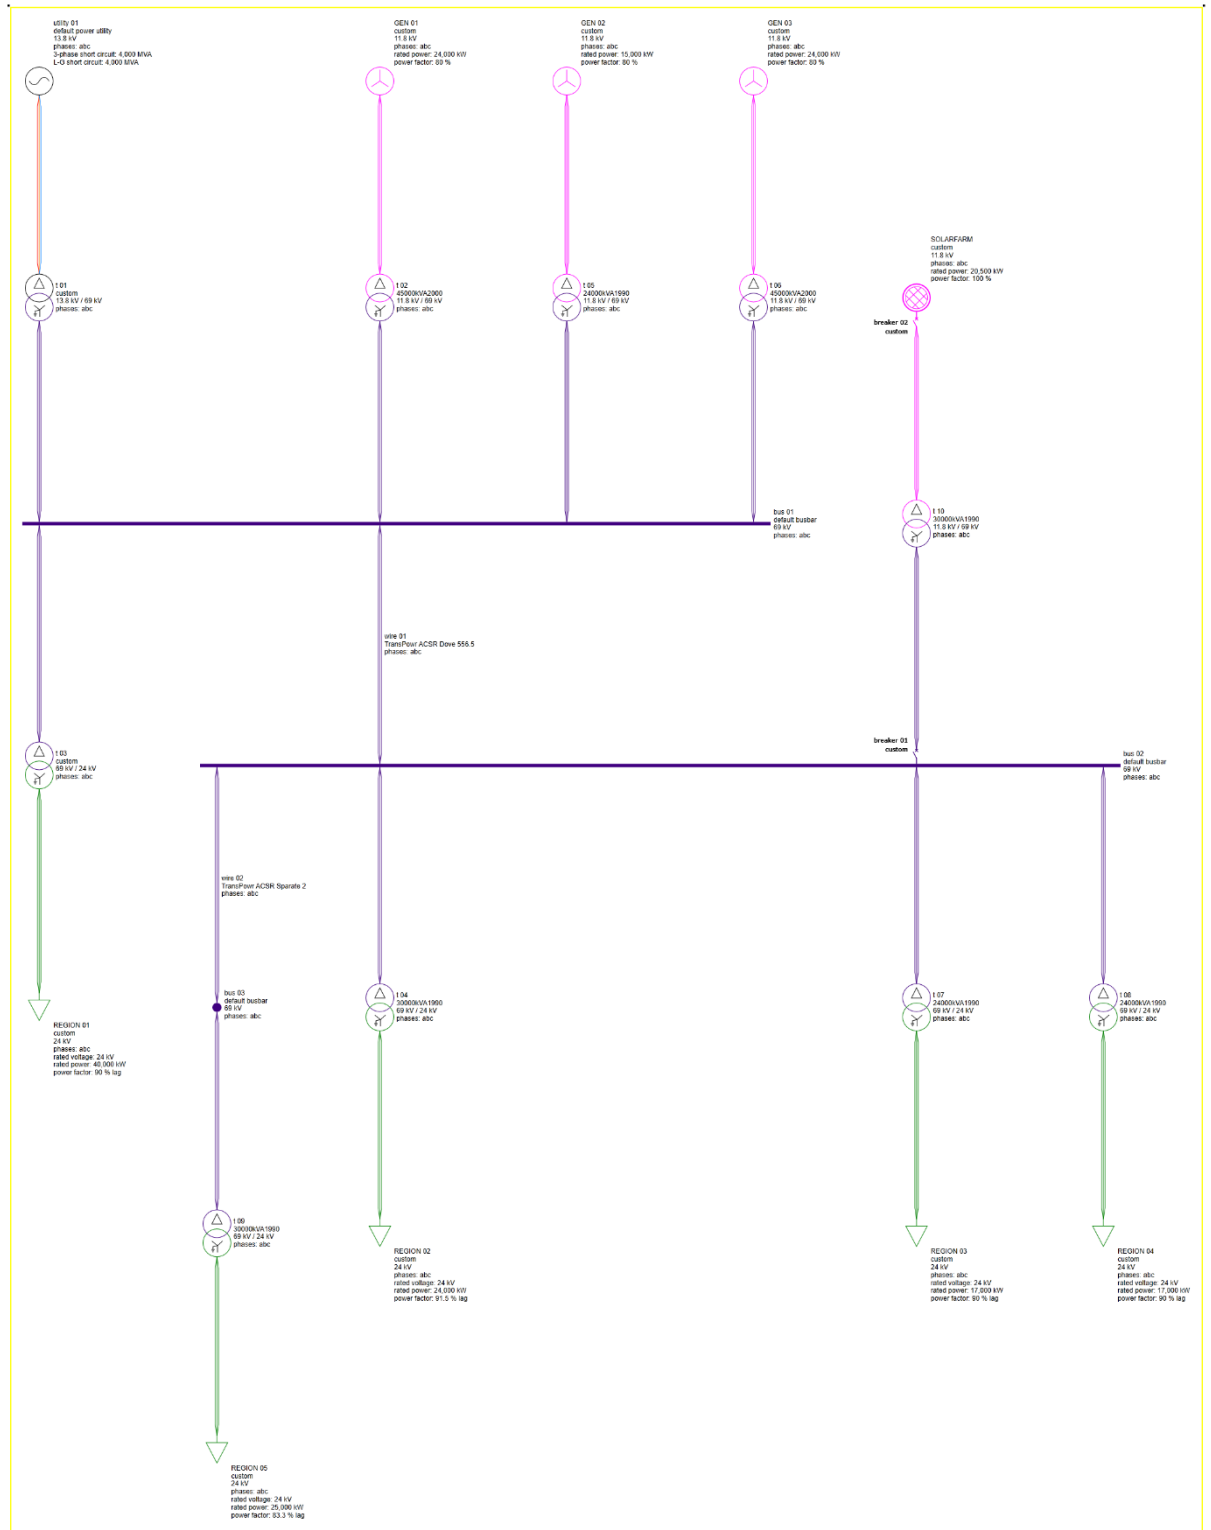 utility 01
default power utility
13.8 kV
phases: abc
3-phase short circuit: 4,000 MVA
L-G short circuit: 4,000 MVA
GEN 01
custom
11.8 kV
phases: abc
rated power: 24,000 kW
power factor: 80 %
GEN 02
custom
11.8 kV
phases: abc
rated power: 15,000 kW
power factor: 80 %
GEN 03
custom
11.8 kV
phases: abc
rated power: 24,000 kW
power factor: 80 %
SOLARFARM
custom
11.8 kV
phases: abc
rated power: 20,500 kW
power factor: 100 %
t 01
custom
13.8 kV / 69 kV
phases: abc
t 02
45000kVA2000
11.8 kV / 69 kV
phases: abc
t 05
24000kVA1990
11.8 kV / 69 kV
phases: abc
t 06
45000kVA2000
11.8 kV / 69 kV
phases: abc
breaker 02
custom
bus 01
default busbar
69 kV
phases: abc
t 10
30000kVA1990
11.8 kV / 69 kV
phases: abc
wire 01
TransPowr ACSR Dove 556.5
phases: abc
t 03
custom
69 kV / 24 kV
phases: abc
breaker 01
custom
bus 02
default busbar
69 kV
phases: abc
wire 02
TransPowr ACSR Sparate 2
phases: abc
bus 03
default busbar
69 kV
phases: abc
t 04
30000kVA1990
69 kV / 24 kV
phases: abc
t 07
24000kVA1990
69 kV / 24 kV
phases: abc
t 08
24000kVA1990
69 kV / 24 kV
phases: abc
REGION 01
custom
24 kV
phases: abc
rated voltage: 24 kV
rated power: 40,000 kW
power factor: 90 % lag
t 09
30000kVA1990
69 kV / 24 kV
phases: abc
REGION 02
custom
24 kV
phases: abc
rated voltage: 24 kV
rated power: 24,000 kW
power factor: 91.5 % lag
REGION 03
custom
24 kV
phases: abc
rated voltage: 24 kV
rated power: 17,000 kW
power factor: 90 % lag
REGION 04
custom
24 kV
phases: abc
rated voltage: 24 kV
rated power: 17,000 kW
power factor: 90 % lag
REGION 05
custom
24 kV
phases: abc
rated voltage: 24 kV
rated power: 25,000 kW
power factor: 83.3 % lag